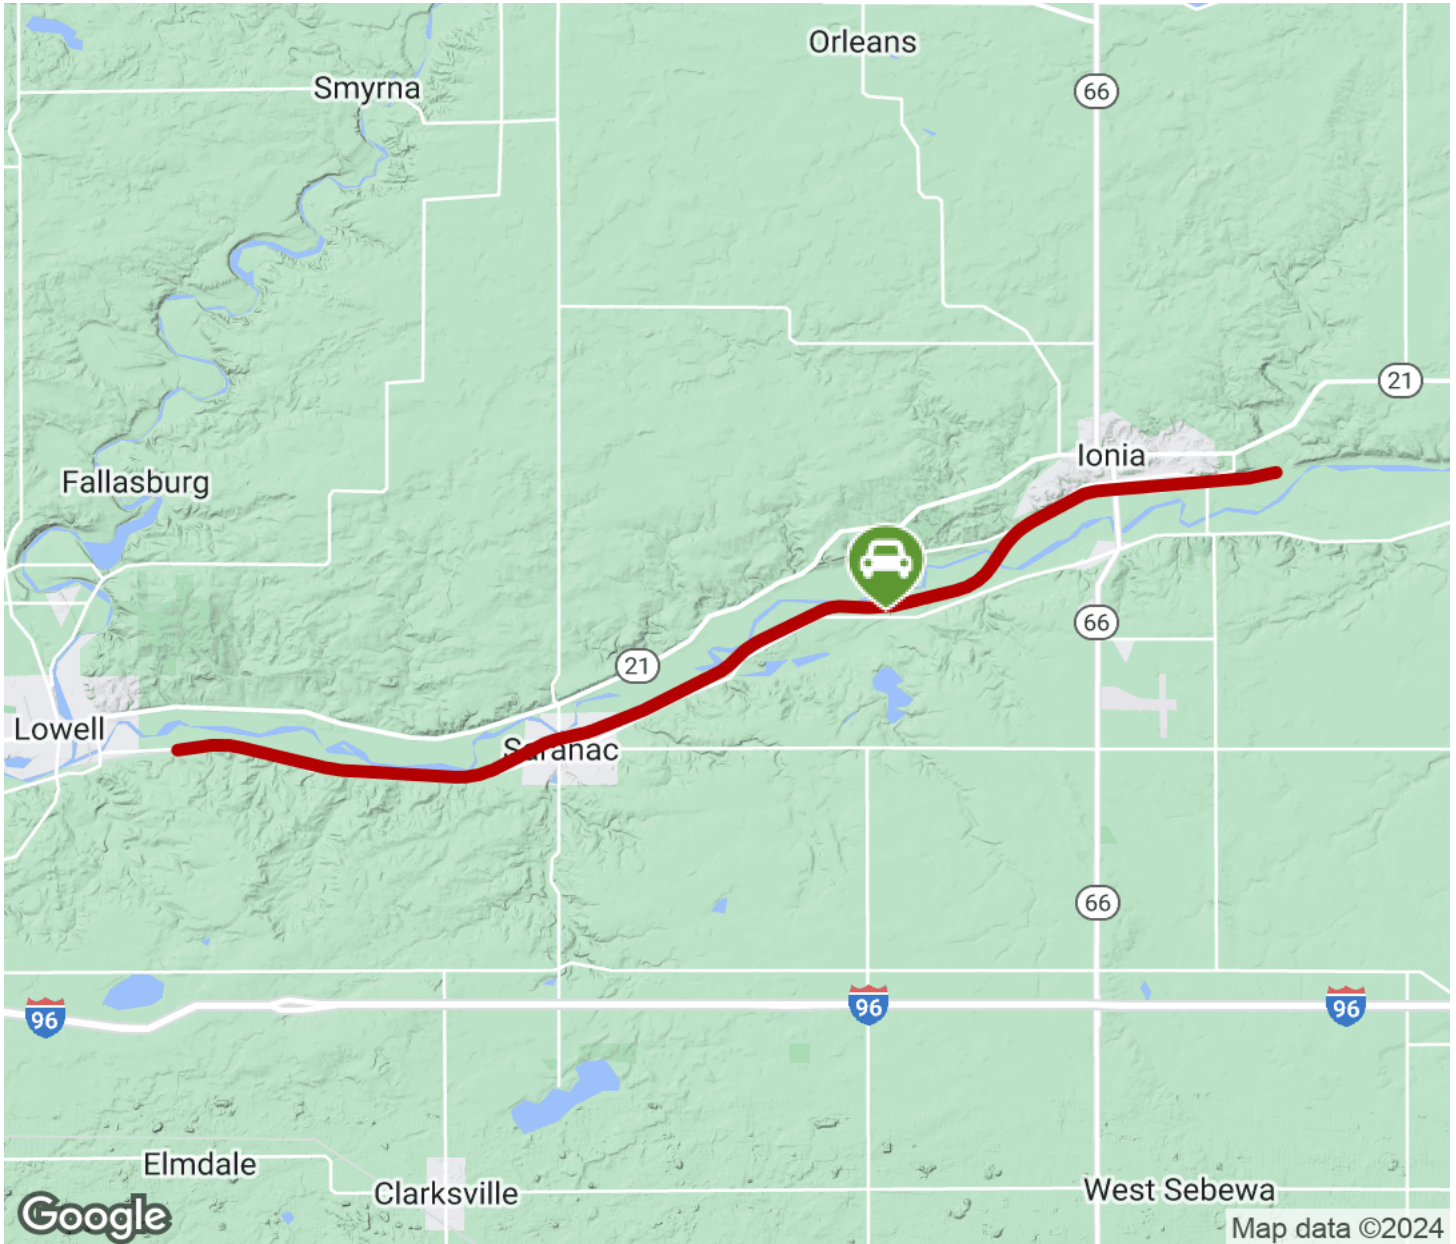 Orleans
Smyrna
66
21
Ionia
Fallasburg
66
21
Lowell
Saranac
66
96
96
96
Elmdale
Clarksville
West Sebewa
Google
Map data ©2024